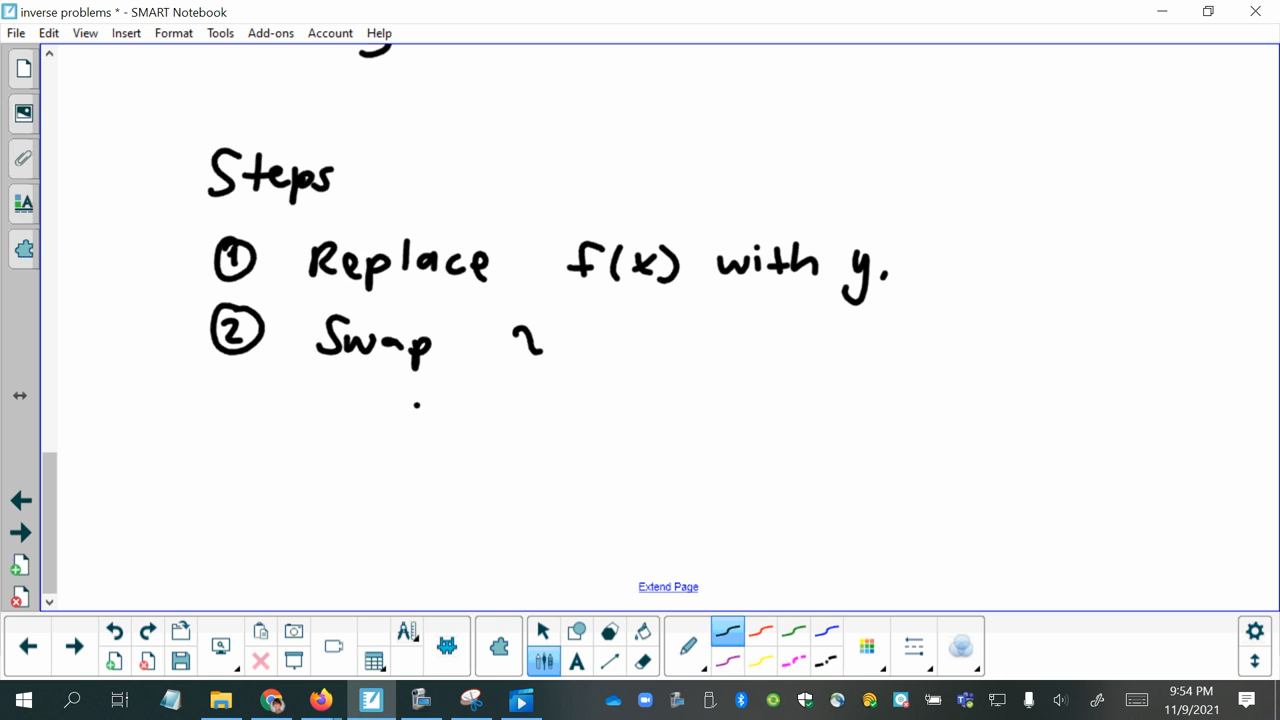 inverse problems * - SMART Notebook
File Edit View Insert Format Tools Add-ons Account Help
Steps
① Replace f(x) with y.
② Swap
Extend Page
9:54 PM
11/9/2021